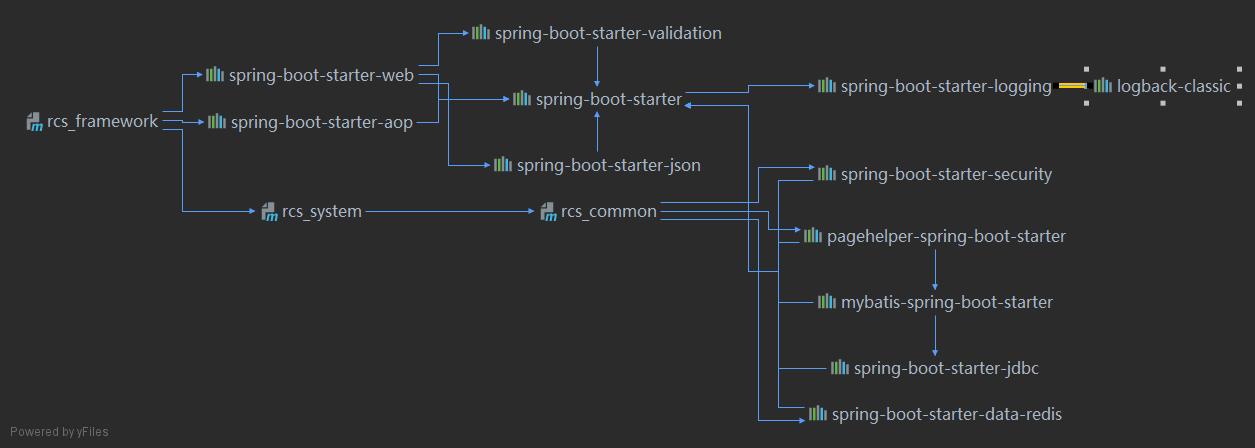 spring-boot-starter-validation
spring-boot-starter-web
spring-boot-starter
spring-boot-starter-logging
logback-classic
rcs_framework
spring-boot-starter-aop
spring-boot-starter-json
spring-boot-starter-security
rcs_system
rcs_common
pagehelper-spring-boot-starter
mybatis-spring-boot-starter
spring-boot-starter-jdbc
spring-boot-starter-data-redis
Powered by yFiles